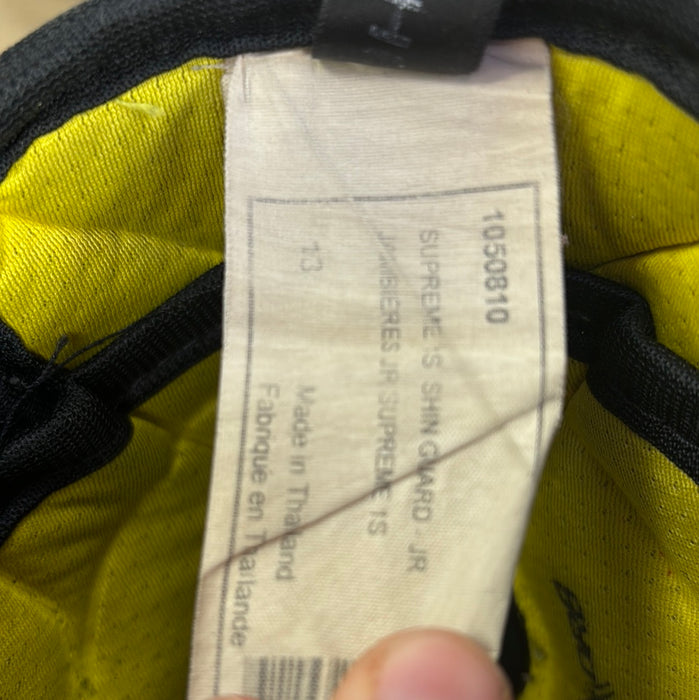 1050810
SUPREME 1S SHIN GUARD - JR
JAMBIERES JR SUPREME 1S
13
Made in Thailand
Fabriqué en Thaïlande